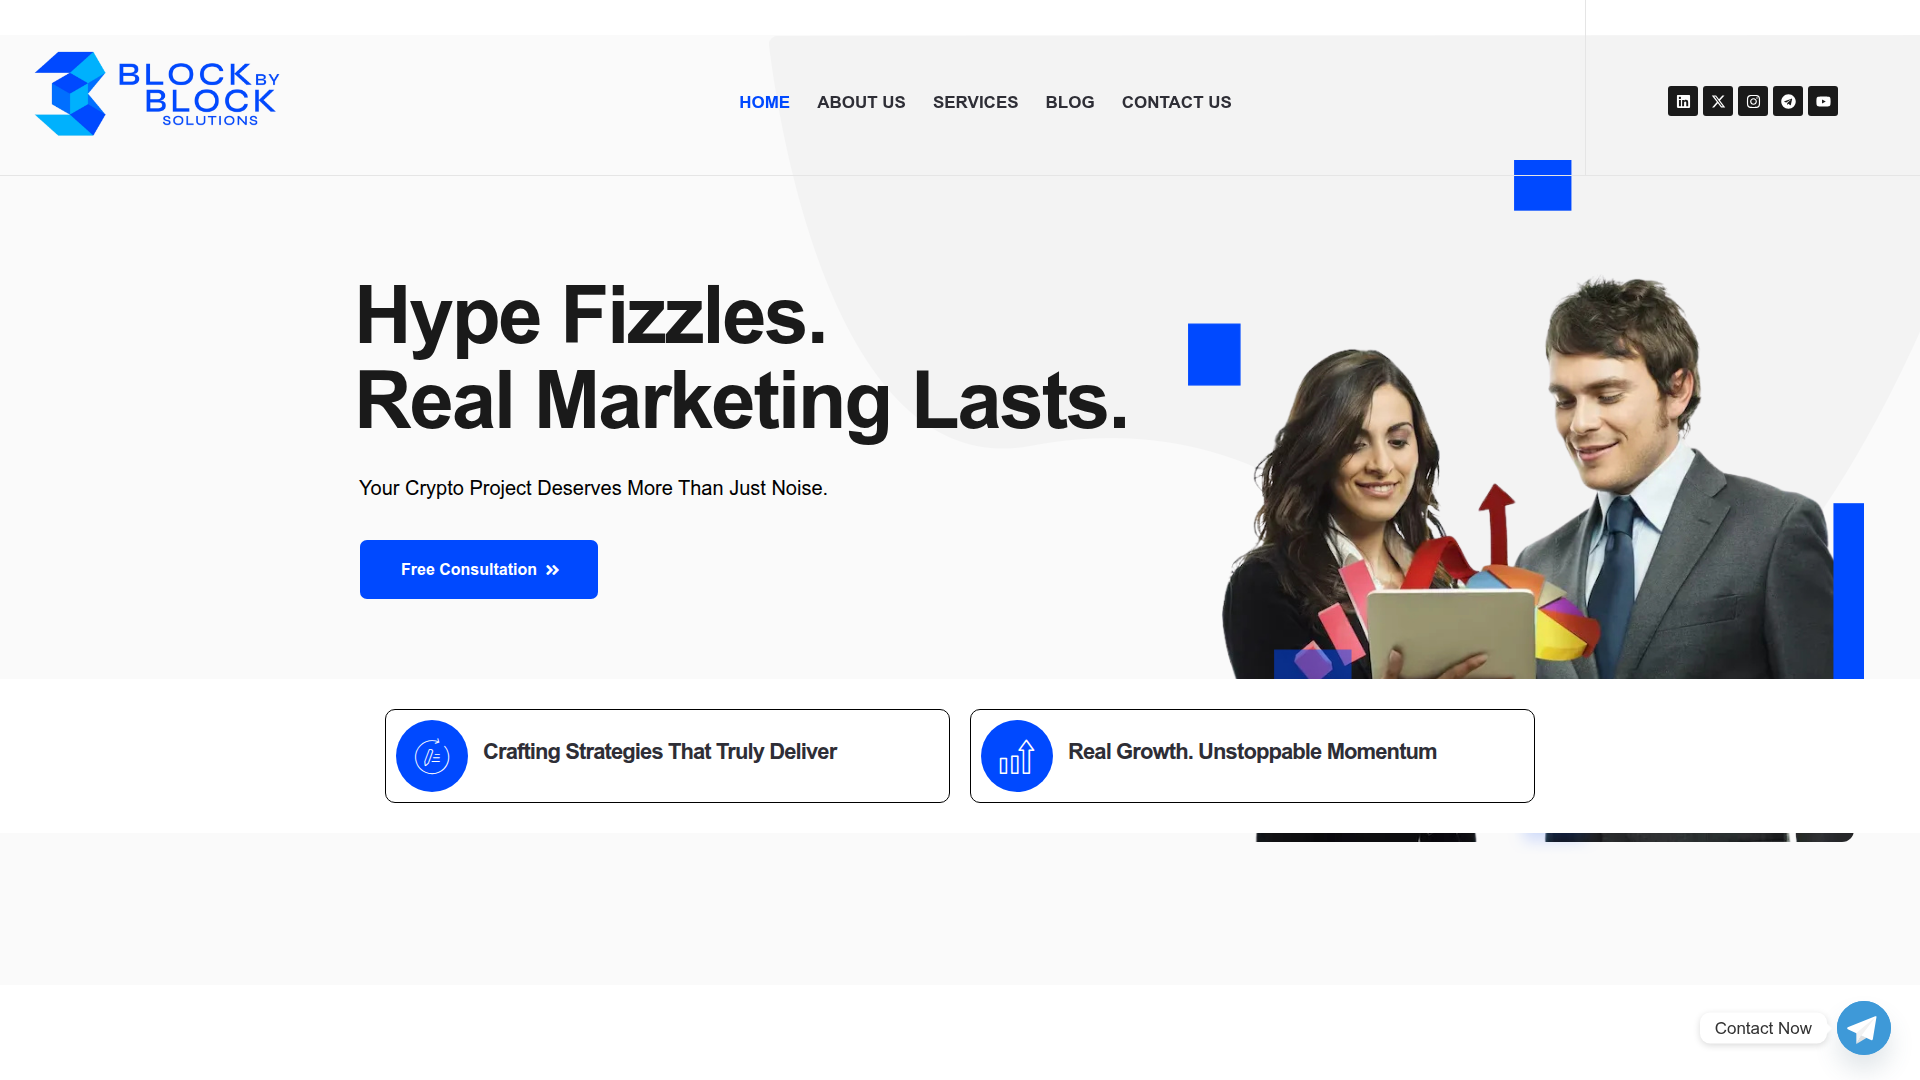 BLOCK BY
BLOCK
SOLUTIONS
HOME ABOUT US SERVICES BLOG CONTACT US
Hype Fizzles.
Real Marketing Lasts.
Your Crypto Project Deserves More Than Just Noise.
Free Consultation
Crafting Strategies That Truly Deliver
Real Growth. Unstoppable Momentum
Contact Now